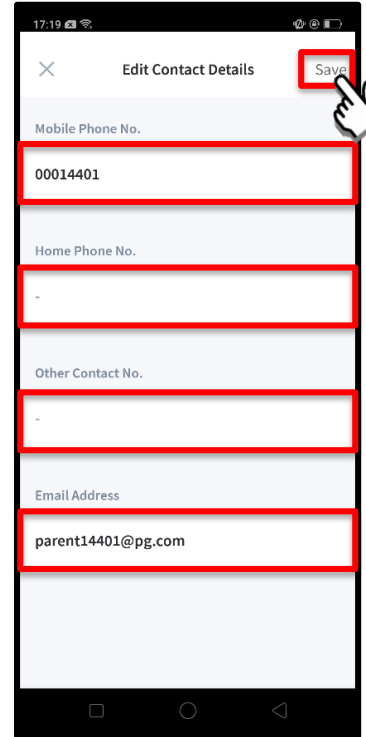 17:19
Edit Contact Details
Save
Mobile Phone No.
00014401
Home Phone No.
-
Other Contact No.
-
Email Address
parent14401@pg.com